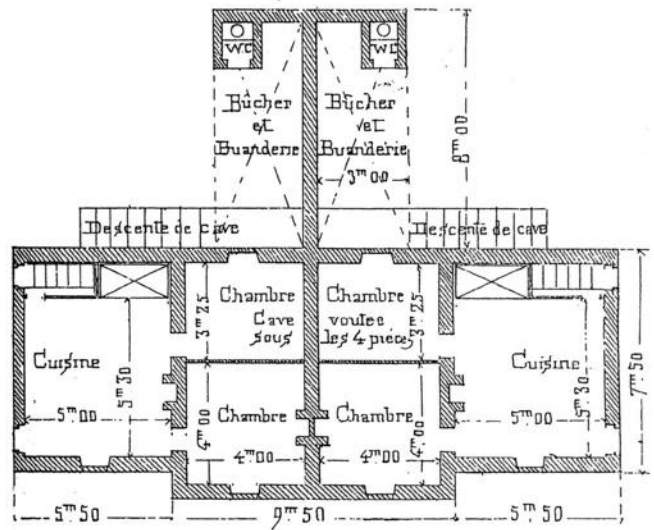 WC
WC
Bûcher
et
Buanderie
Bûcher
et
Buanderie
3m00
8m00
Descente de cave
Descente de cave
Chambre
Cave
sous
3m25
Chambre
voutée
les 4 pièces
3m25
Cuisine
5m30
5m00
Cuisine
5m30
5m00
7m50
Chambre
4m00
4m00
Chambre
4m00
4m00
5m50
9m50
5m50